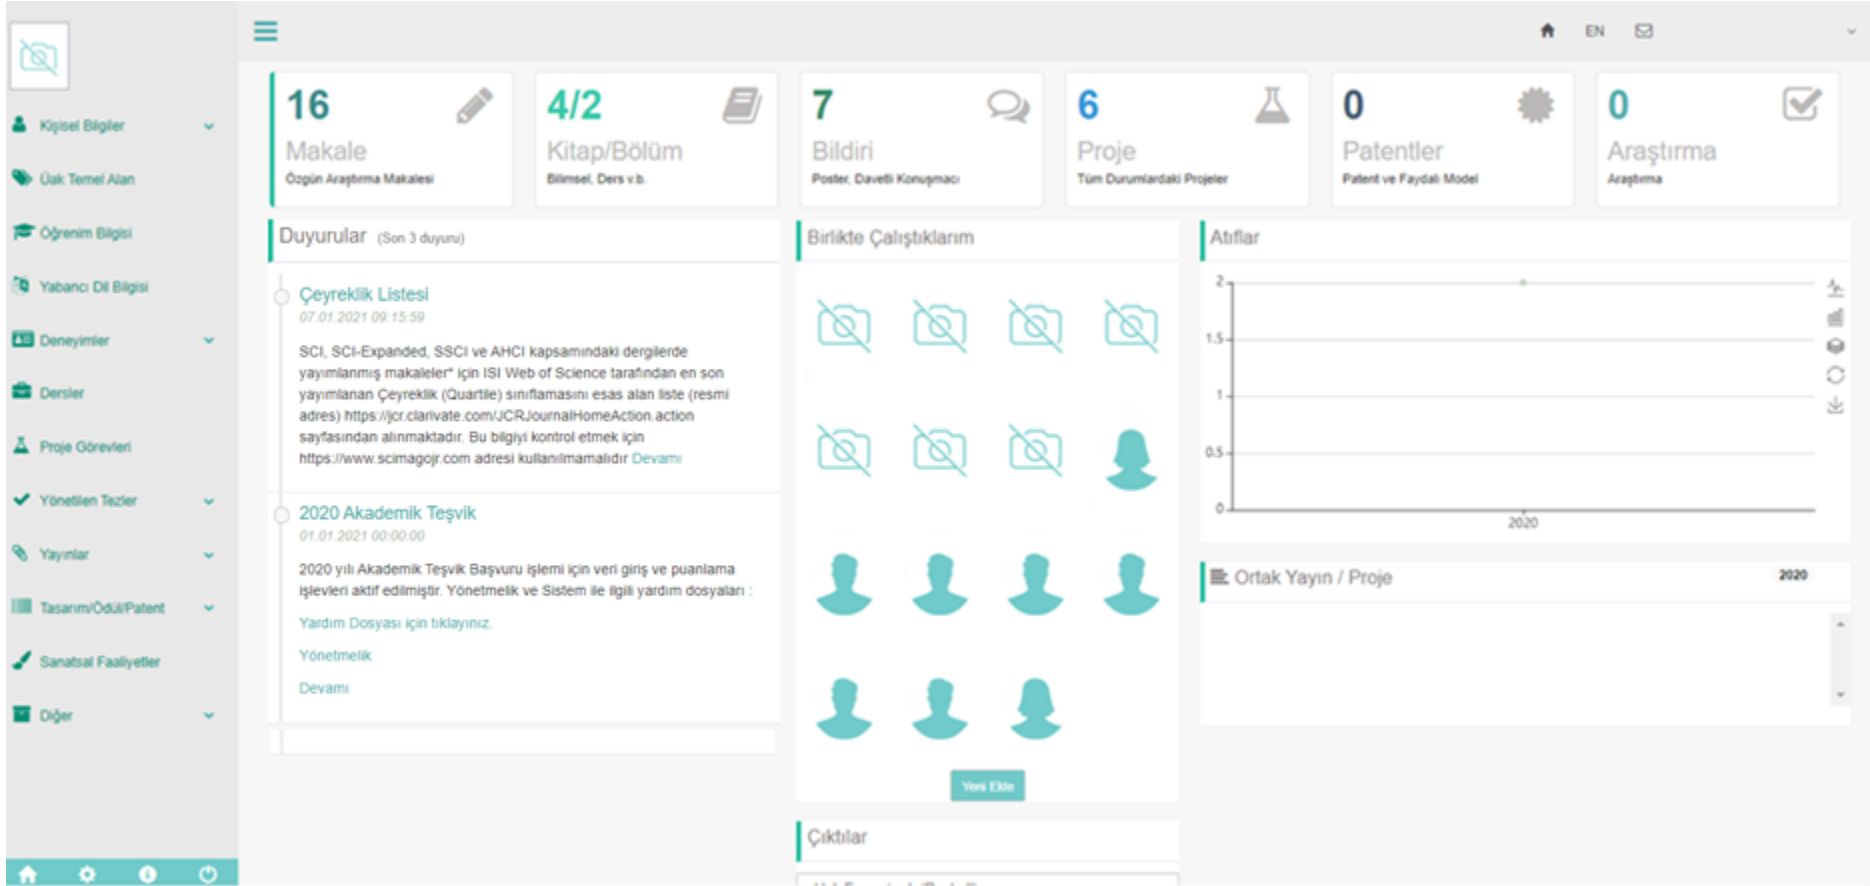 EN
Kişisel Bilgiler
Üak Temel Alan
Öğrenim Bilgisi
Yabancı Dil Bilgisi
Deneyimler
Dersler
Proje Görevleri
Yönetilen Tezler
Yayınlar
Tasarım/Ödül/Patent
Sanatsal Faaliyetler
Diğer
16
Makale
Özgün Araştırma Makalesi
4/2
Kitap/Bölüm
Bilimsel, Ders v.b.
7
Bildiri
Poster, Davetli Konuşmacı
6
Proje
Tüm Durumlardaki Projeler
0
Patentler
Patent ve Faydalı Model
0
Araştırma
Araştırma
Duyurular (Son 3 duyuru)
Çeyreklik Listesi
07.01.2021 09:15:59
SCI, SCI-Expanded, SSCI ve AHCI kapsamındaki dergilerde
yayımlanmış makaleler" için ISI Web of Science tarafından en son
yayımlanan Çeyreklik (Quartile) sınıflamasını esas alan liste (resmi
adres) https://jcr.clarivate.com/JCRJournalHomeAction.action
sayfasından alınmaktadır. Bu bilgiyi kontrol etmek için
https://www.scimagojr.com adresi kullanılmamalıdır Devamı
2020 Akademik Teşvik
01.01.2021 00:00:00
2020 yılı Akademik Teşvik Başvuru işlemi için veri giriş ve puanlama
işlevleri aktif edilmiştir. Yönetmelik ve Sistem ile ilgili yardım dosyaları :
Yardım Dosyası için tıklayınız.
Yönetmelik
Devamı
Birlikte Çalıştıklarım
Yeni Ekle
Çıktılar
Atıflar
2
1.5
1
0.5
0
2020
Ortak Yayın / Proje
2020